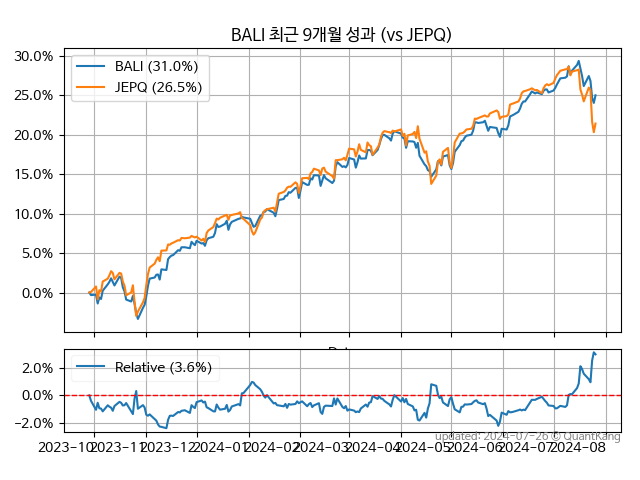 BALI 최근 9개월 성과 (vs JEPQ)
30.0%
BALI (31.0%)
JEPQ (26.5%)
25.0%
20.0%
15.0%
10.0%
5.0%
0.0%
2.0%
Relative (3.6%)
0.0%
−2.0%
updated: 2024-07-26 © QuantKang
2023-10 2023-11 2023-12 2024-01 2024-02 2024-03 2024-04 2024-05 2024-06 2024-07 2024-08